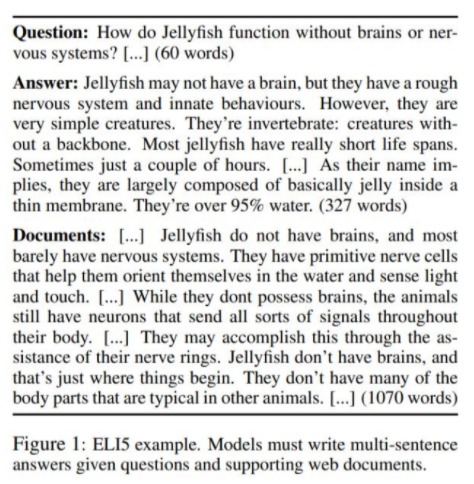 Question: How do Jellyfish function without brains or ner-
vous systems? [...] (60 words)
Answer: Jellyfish may not have a brain, but they have a rough
nervous system and innate behaviours. However, they are
very simple creatures. They're invertebrate: creatures with-
out a backbone. Most jellyfish have really short life spans.
Sometimes just a couple of hours. [...] As their name im-
plies, they are largely composed of basically jelly inside a
thin membrane. They're over 95% water. (327 words)
Documents: [...] Jellyfish do not have brains, and most
barely have nervous systems. They have primitive nerve cells
that help them orient themselves in the water and sense light
and touch. [...] While they dont possess brains, the animals
still have neurons that send all sorts of signals throughout
their body. [...] They may accomplish this through the as-
sistance of their nerve rings. Jellyfish don't have brains, and
that's just where things begin. They don't have many of the
body parts that are typical in other animals. [...] (1070 words)
Figure 1: ELI5 example. Models must write multi-sentence
answers given questions and supporting web documents.